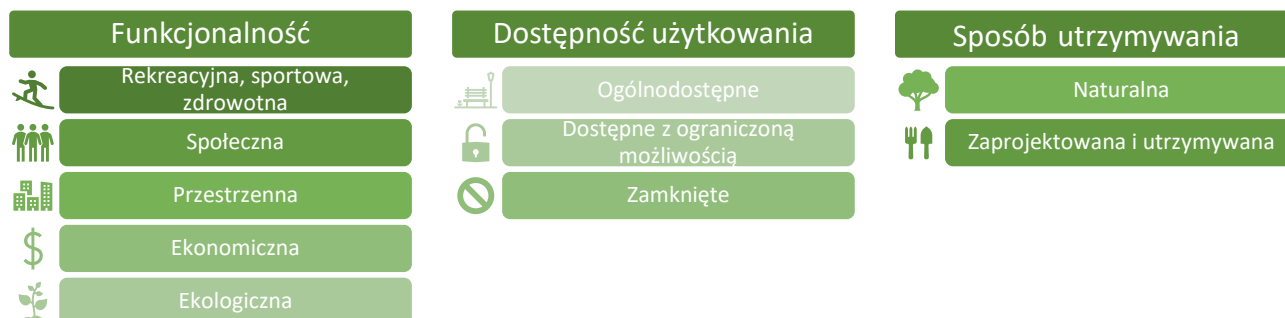 Funkcjonalność
Rekreacyjna, sportowa,
zdrowotna
Społeczna
Przestrzenna
Ekonomiczna
Ekologiczna
Dostępność użytkowania
Ogólnodostępne
Dostępne z ograniczoną
możliwością
Zamknięte
Sposób utrzymywania
Naturalna
Zaprojektowana i utrzymywana